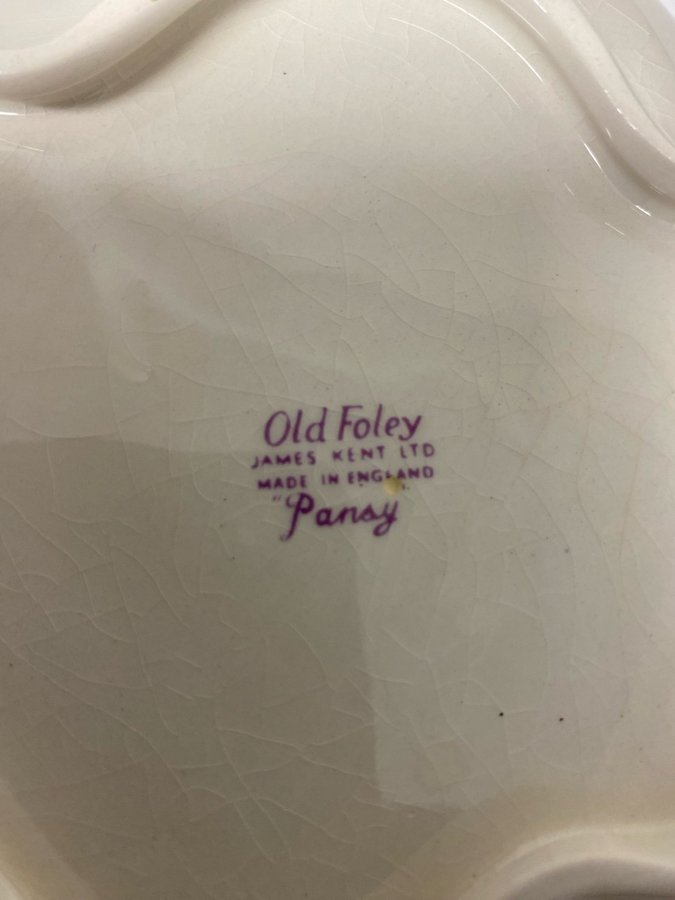 Old Foley
JAMES KENT LTD
MADE IN ENGLAND
"Pansy